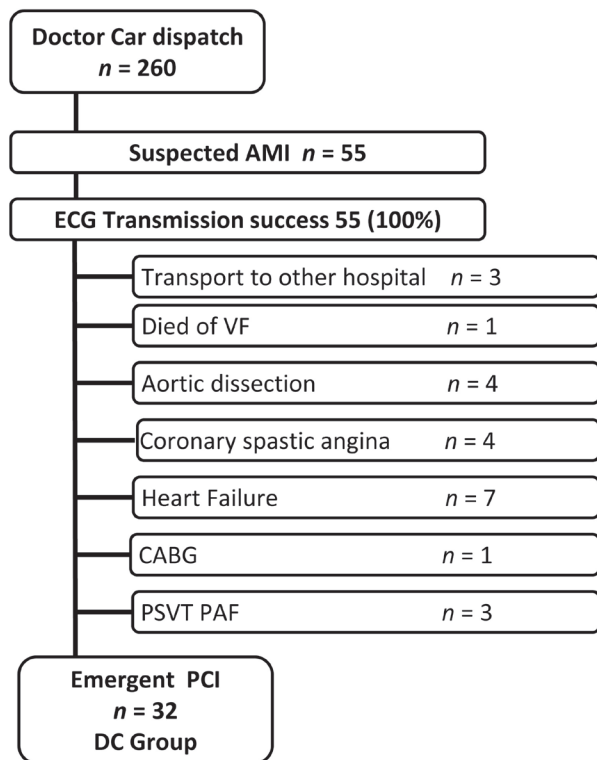 Doctor Car dispatch
n = 260
Suspected AMI n = 55
ECG Transmission success 55 (100%)
Transport to other hospital n = 3
Died of VF n = 1
Aortic dissection n = 4
Coronary spastic angina n = 4
Heart Failure n = 7
CABG n = 1
PSVT PAF n = 3
Emergent PCI
n = 32
DC Group